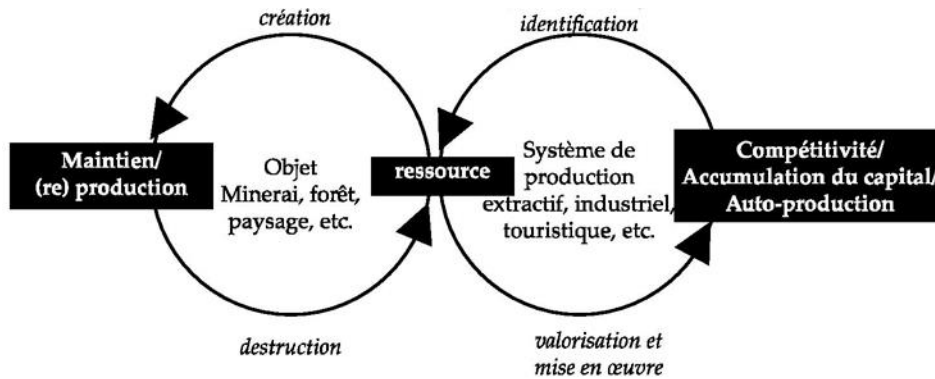 création
identification
Maintien/
(re) production
Objet
Minerai, forêt,
paysage, etc.
ressource
Système de
production
extractif, industriel,
touristique, etc.
Compétitivité/
Accumulation du capital/
Auto-production
destruction
valorisation et
mise en œuvre